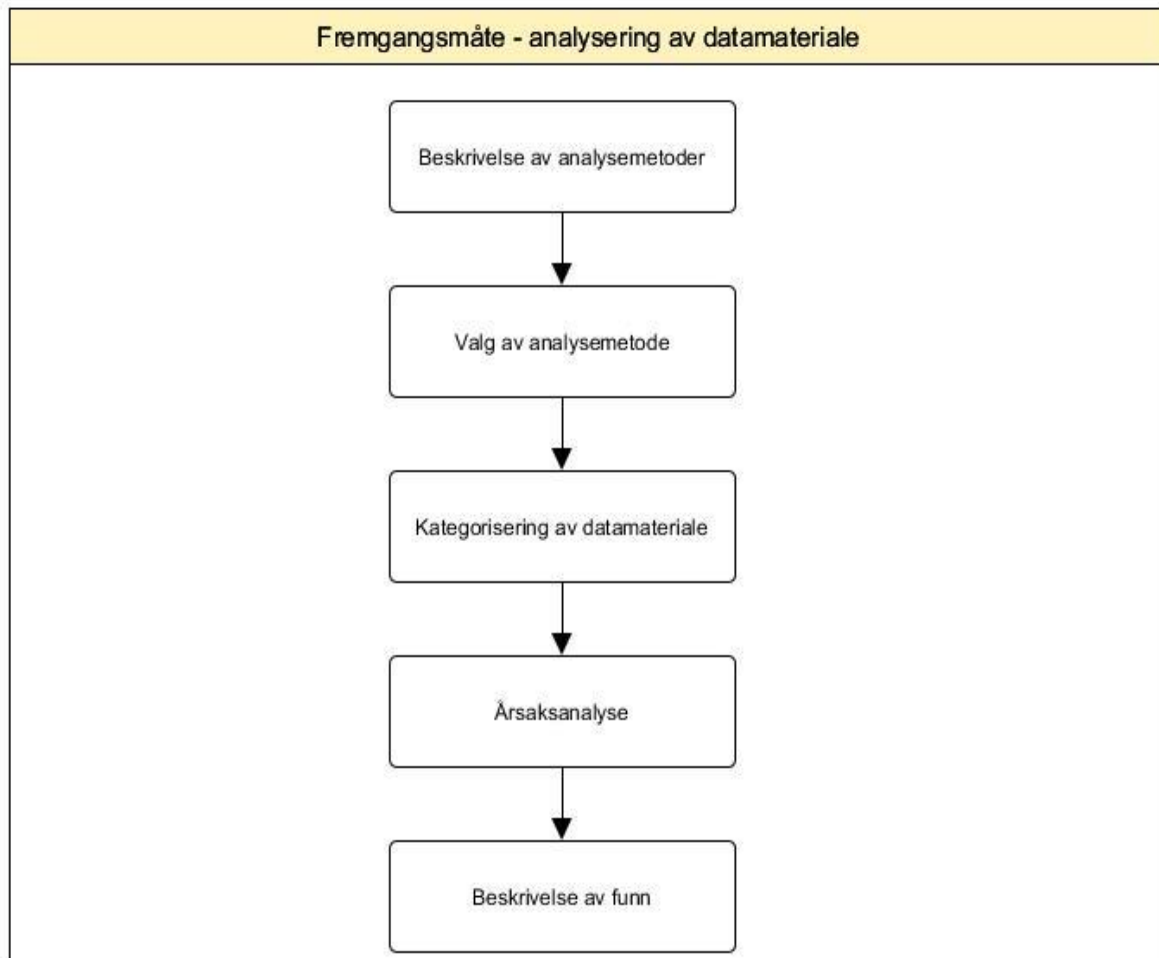 Fremgangsmåte - analysering av datamateriale
Beskrivelse av analysemetoder
Valg av analysemetode
Kategorisering av datamateriale
Årsaksanalyse
Beskrivelse av funn